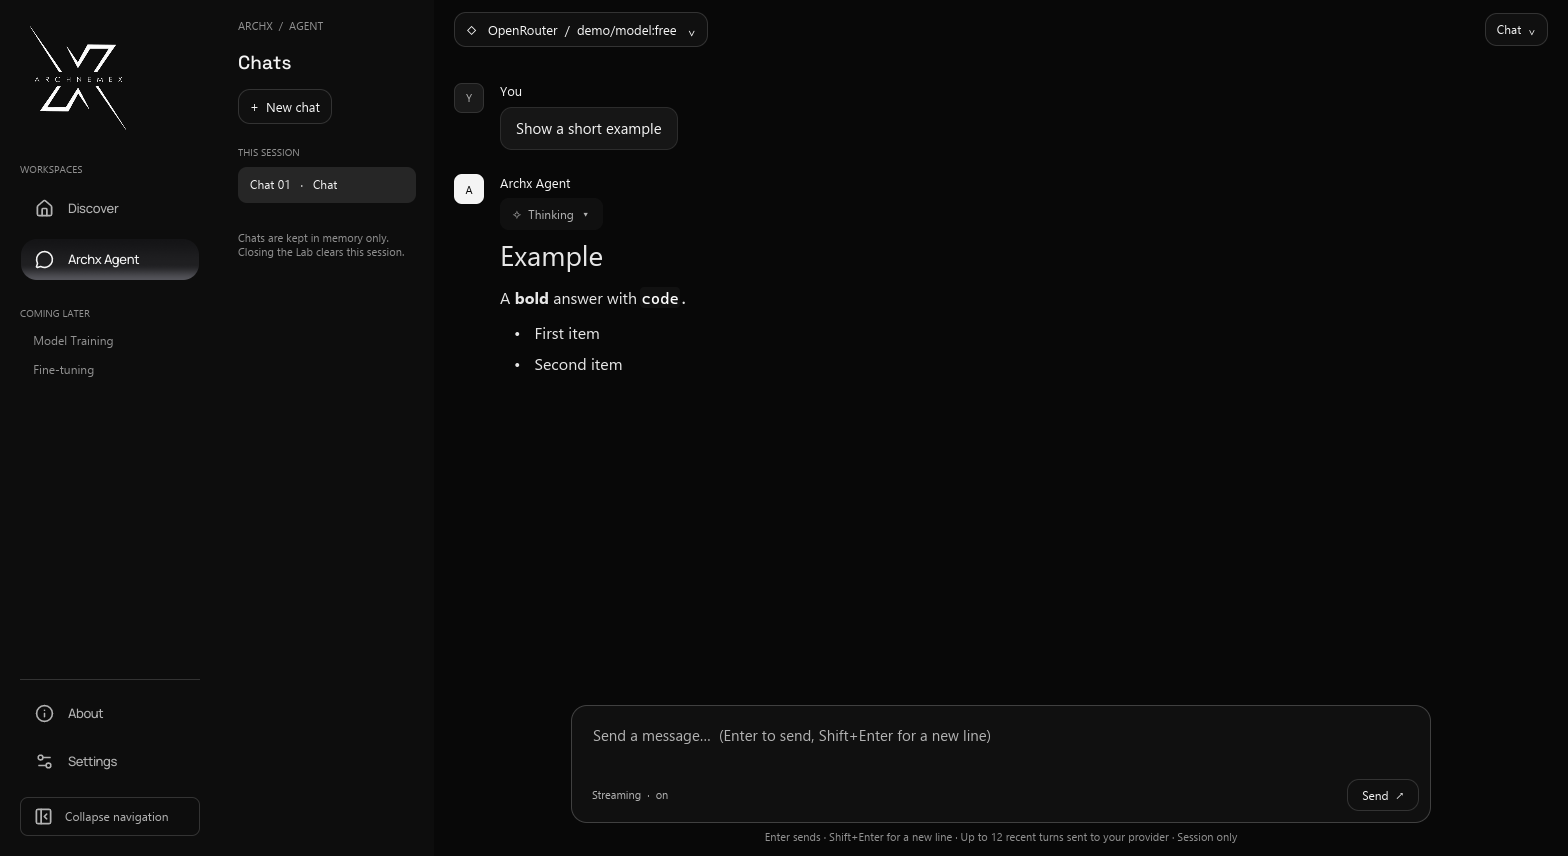 ARCHNEMEX
WORKSPACES
Discover
Archx Agent
COMING LATER
Model Training
Fine-tuning
About
Settings
Collapse navigation
ARCHX / AGENT
Chats
+ New chat
THIS SESSION
Chat 01 · Chat
Chats are kept in memory only.
Closing the Lab clears this session.
◇ OpenRouter / demo/model:free v
Chat v
Y
You
Show a short example
A
Archx Agent
✧ Thinking ▾
Example
A bold answer with code.
• First item
• Second item
Send a message... (Enter to send, Shift+Enter for a new line)
Streaming · on
Send ↗
Enter sends · Shift+Enter for a new line · Up to 12 recent turns sent to your provider · Session only